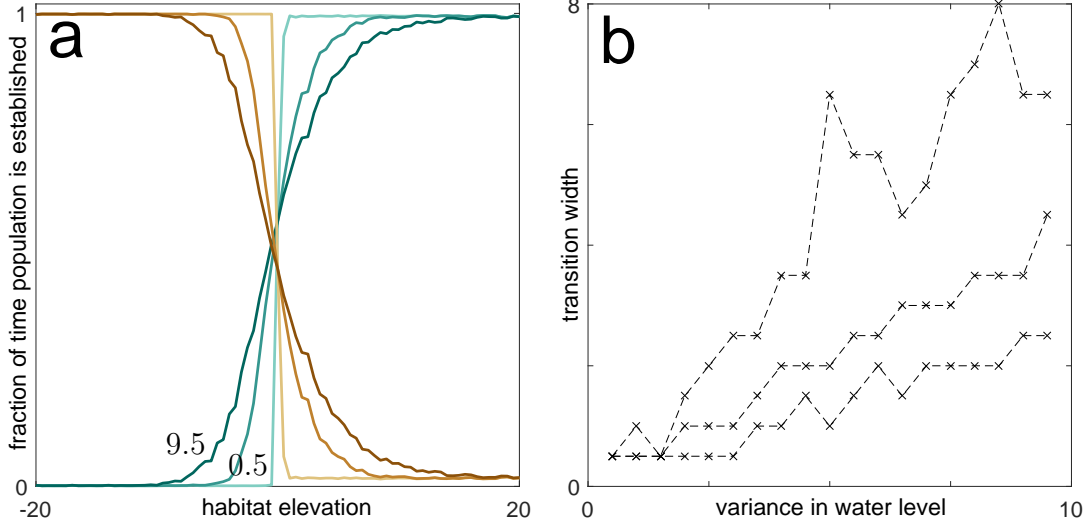 a
fraction of time population is established
1
0
9.5
0.5
-20
habitat elevation
20
b
transition width
8
0
0
variance in water level
10